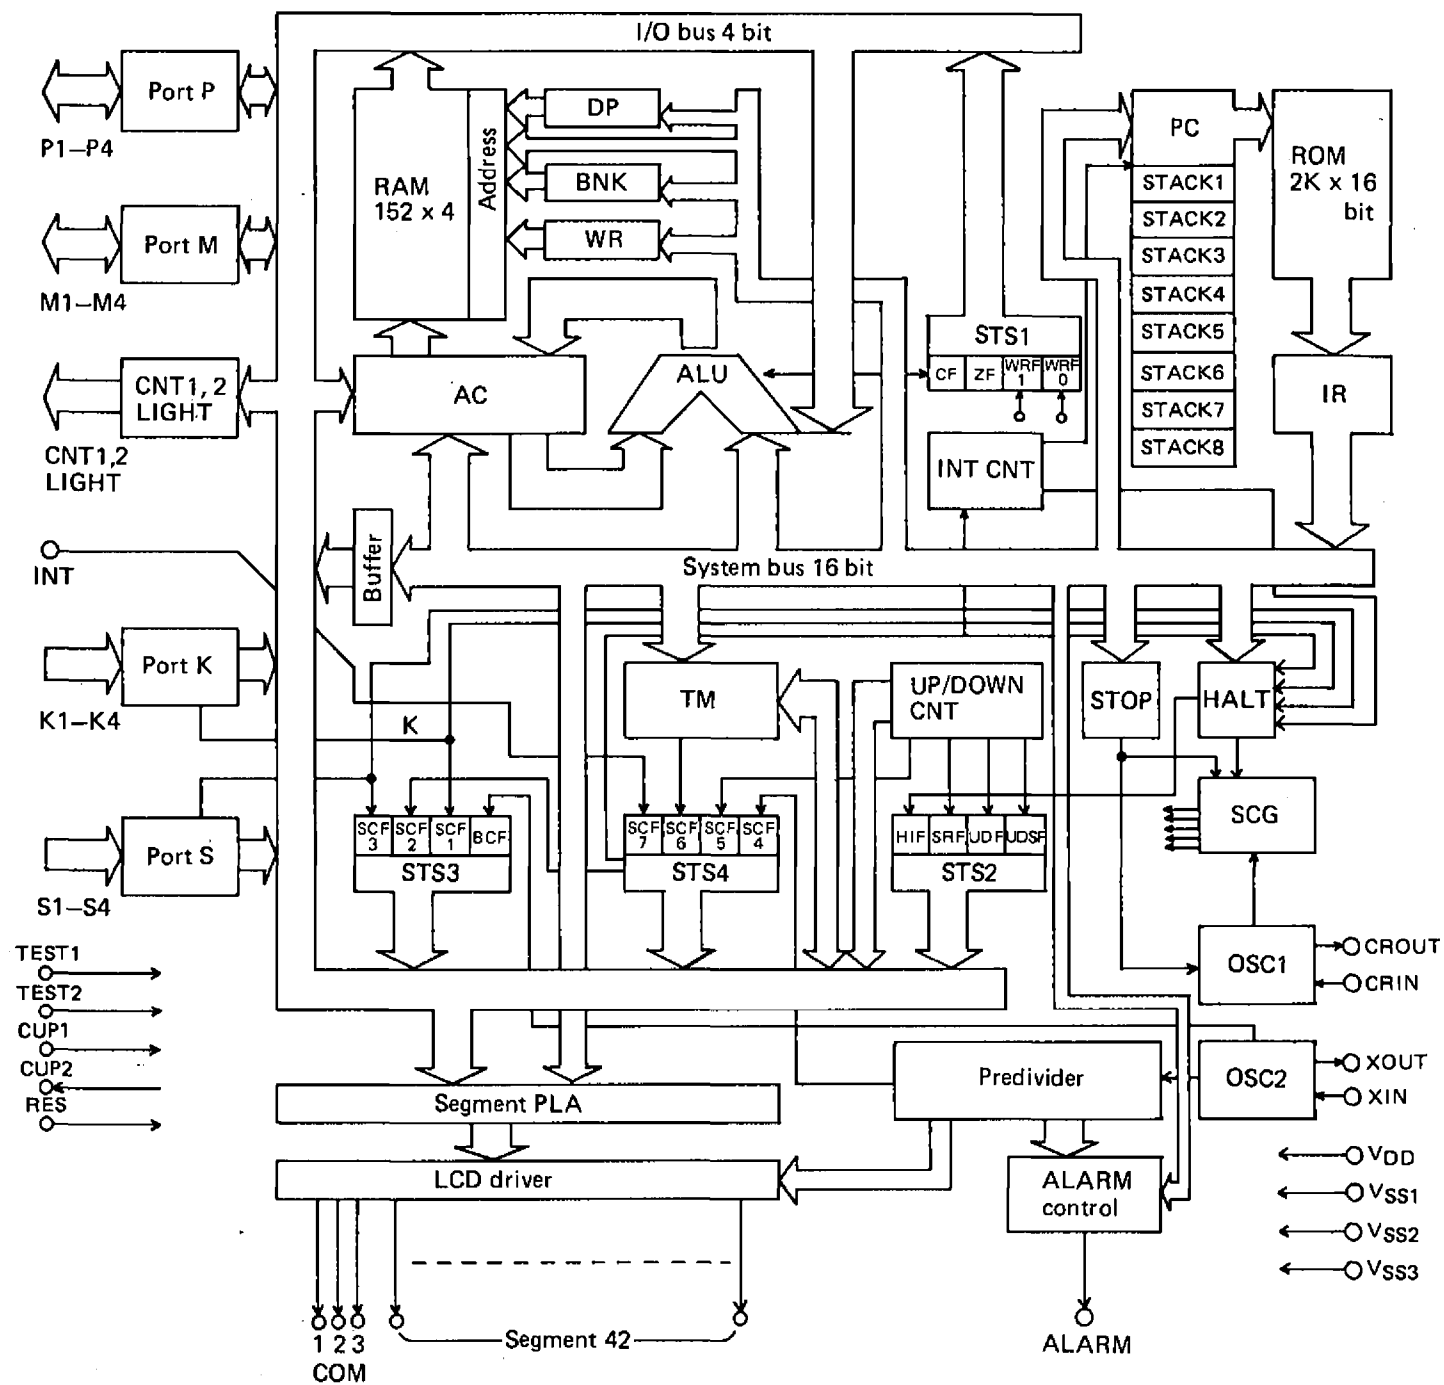 I/O bus 4 bit
Port P
P1–P4
Port M
M1–M4
CNT1, 2
LIGHT
CNT1,2
LIGHT
INT
Port K
K1–K4
Port S
S1–S4
TEST1
TEST2
CUP1
CUP2
RES
RAM
152 x 4
Address
DP
BNK
WR
AC
ALU
STS1
CF
ZF
WRF
1
WRF
0
INT CNT
PC
STACK1
STACK2
STACK3
STACK4
STACK5
STACK6
STACK7
STACK8
ROM
2K x 16
bit
IR
Buffer
System bus 16 bit
K
TM
UP/DOWN
CNT
STOP
HALT
SCG
SCF
3
SCF
2
SCF
1
BCF
STS3
SCF
7
SCF
6
SCF
5
SCF
4
STS4
HIF
SRF
UDF
UDSF
STS2
OSC1
CROUT
CRIN
OSC2
XOUT
XIN
Predivider
Segment PLA
LCD driver
ALARM
control
VDD
VSS1
VSS2
VSS3
1 2 3
COM
Segment 42
ALARM